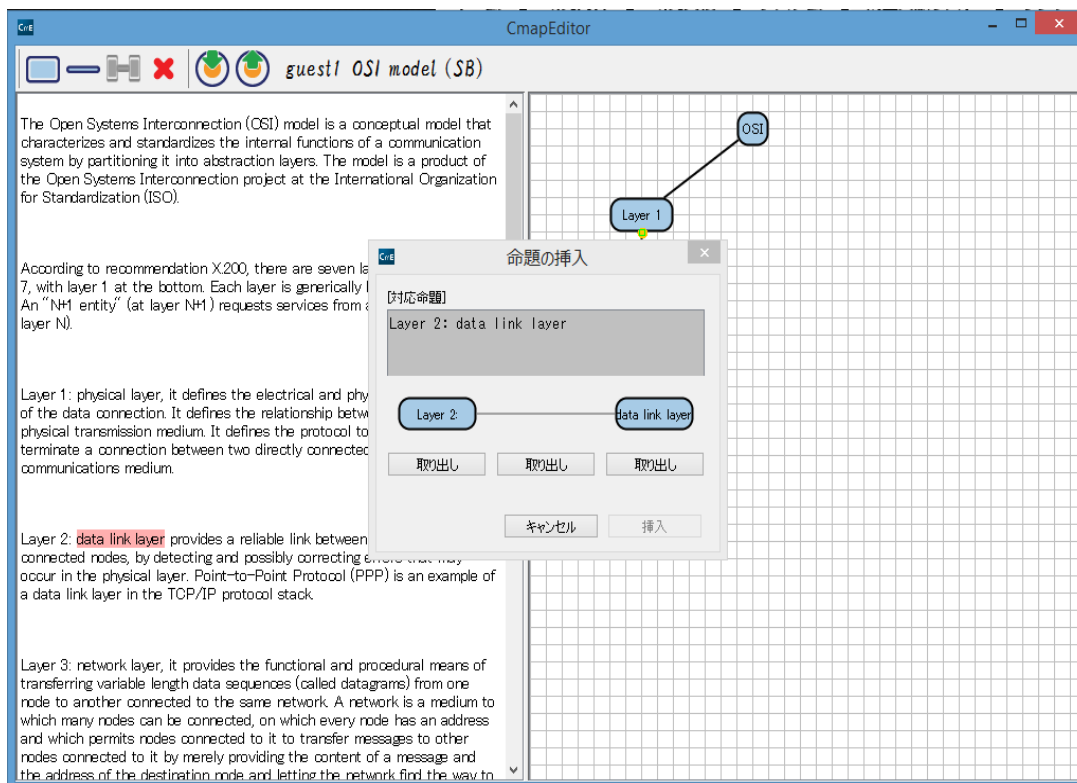 CmapEditor
guest1 OSI model (SB)
The Open Systems Interconnection (OSI) model is a conceptual model that
characterizes and standardizes the internal functions of a communication
system by partitioning it into abstraction layers. The model is a product of
the Open Systems Interconnection project at the International Organization
for Standardization (ISO).
According to recommendation X.200, there are seven
7, with layer 1 at the bottom. Each layer is generically
An "N+1 entity" (at layer N+1) requests services from
layer N).
Layer 1: physical layer, it defines the electrical and
of the data connection. It defines the relationship
physical transmission medium. It defines the protocol to
terminate a connection between two directly connected
communications medium.
Layer 2: data link layer provides a reliable link between
connected nodes, by detecting and possibly correcting errors that may
occur in the physical layer. Point-to-Point Protocol (PPP) is an example of
a data link layer in the TCP/IP protocol stack.
Layer 3: network layer, it provides the functional and procedural means of
transferring variable length data sequences (called datagrams) from one
node to another connected to the same network. A network is a medium to
which many nodes can be connected, on which every node has an address
and which permits nodes connected to it to transfer messages to other
nodes connected to it by merely providing the content of a message and
the address of the destination node and letting the network find the way to
OSI
Layer 1
CmE
命題の挿入
[対応命題]
Layer 2: data link layer
Layer 2:
data link layer
取り出し
取り出し
取り出し
キャンセル
挿入